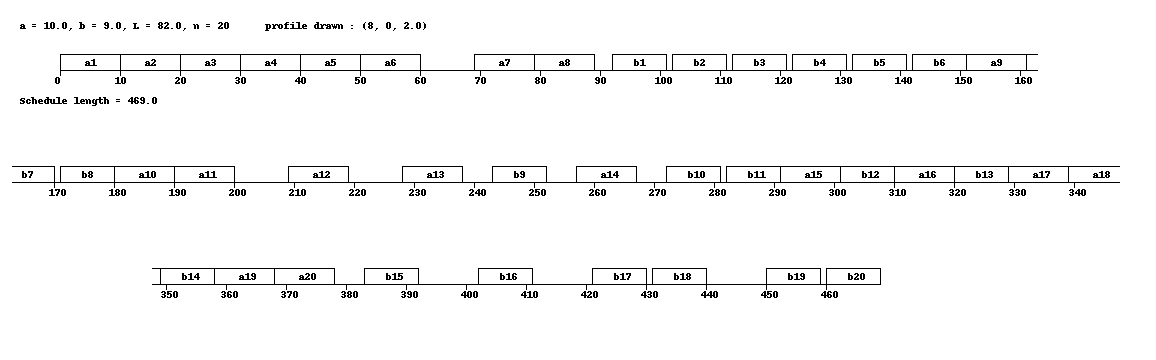 a = 10.0, b = 9.0, L = 82.0, n = 20 profile drawn : (8, 0, 2.0)
a1 a2 a3 a4 a5 a6 a7 a8 b1 b2 b3 b4 b5 b6 a9
0 10 20 30 40 50 60 70 80 90 100 110 120 130 140 150 160
Schedule length = 469.0
b7 b8 a10 a11 a12 a13 b9 a14 b10 b11 a15 b12 a16 b13 a17 a18
170 180 190 200 210 220 230 240 250 260 270 280 290 300 310 320 330 340
b14 a19 a20 b15 b16 b17 b18 b19 b20
350 360 370 380 390 400 410 420 430 440 450 460